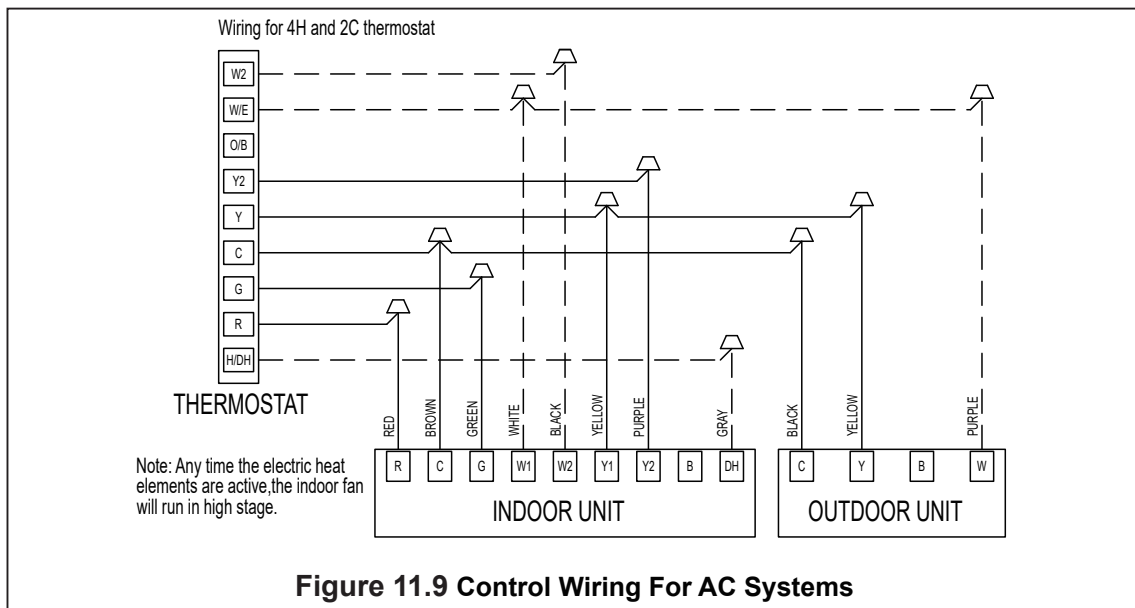 Wiring for 4H and 2C thermostat
W2
W/E
O/B
Y2
Y
C
G
R
H/DH
THERMOSTAT
RED
BROWN
GREEN
WHITE
BLACK
YELLOW
PURPLE
GRAY
BLACK
YELLOW
PURPLE
Note: Any time the electric heat
elements are active,the indoor fan
will run in high stage.
R C G W1 W2 Y1 Y2 B DH
INDOOR UNIT
C Y B W
OUTDOOR UNIT
Figure 11.9 Control Wiring For AC Systems